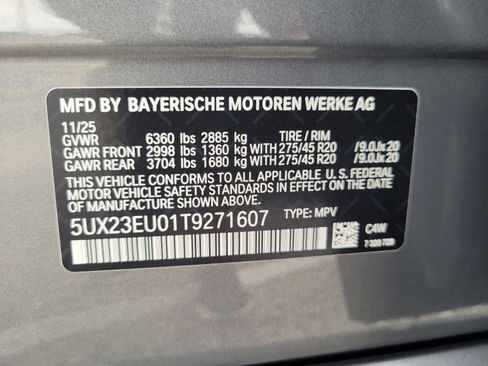 MFD BY BAYERISCHE MOTOREN WERKE AG
11/25
GVWR 6360 lbs 2885 kg TIRE / RIM
GAWR FRONT 2998 lbs 1360 kg WITH 275/45 R20 /9.0Jx20
GAWR REAR 3704 lbs 1680 kg WITH 275/45 R20 /9.0Jx20
THIS VEHICLE CONFORMS TO ALL APPLICABLE U.S. FEDERAL
MOTOR VEHICLE SAFETY STANDARDS IN EFFECT ON THE DATE
OF MANUFACTURE SHOWN ABOVE.
5UX23EU01T9271607 TYPE: MPV
C4W
7 320 728